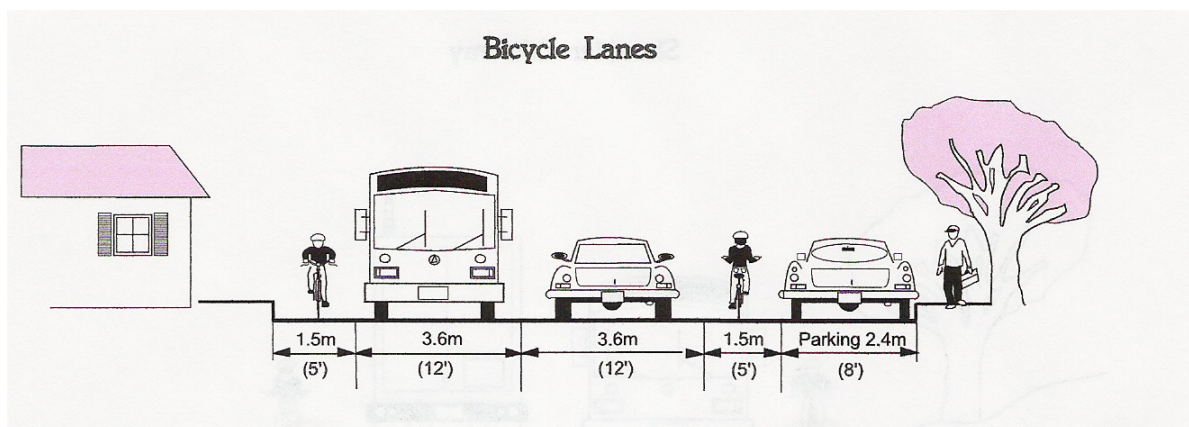 Bicycle Lanes
1.5m 3.6m 3.6m 1.5m Parking 2.4m
(5') (12') (12') (5') (8')